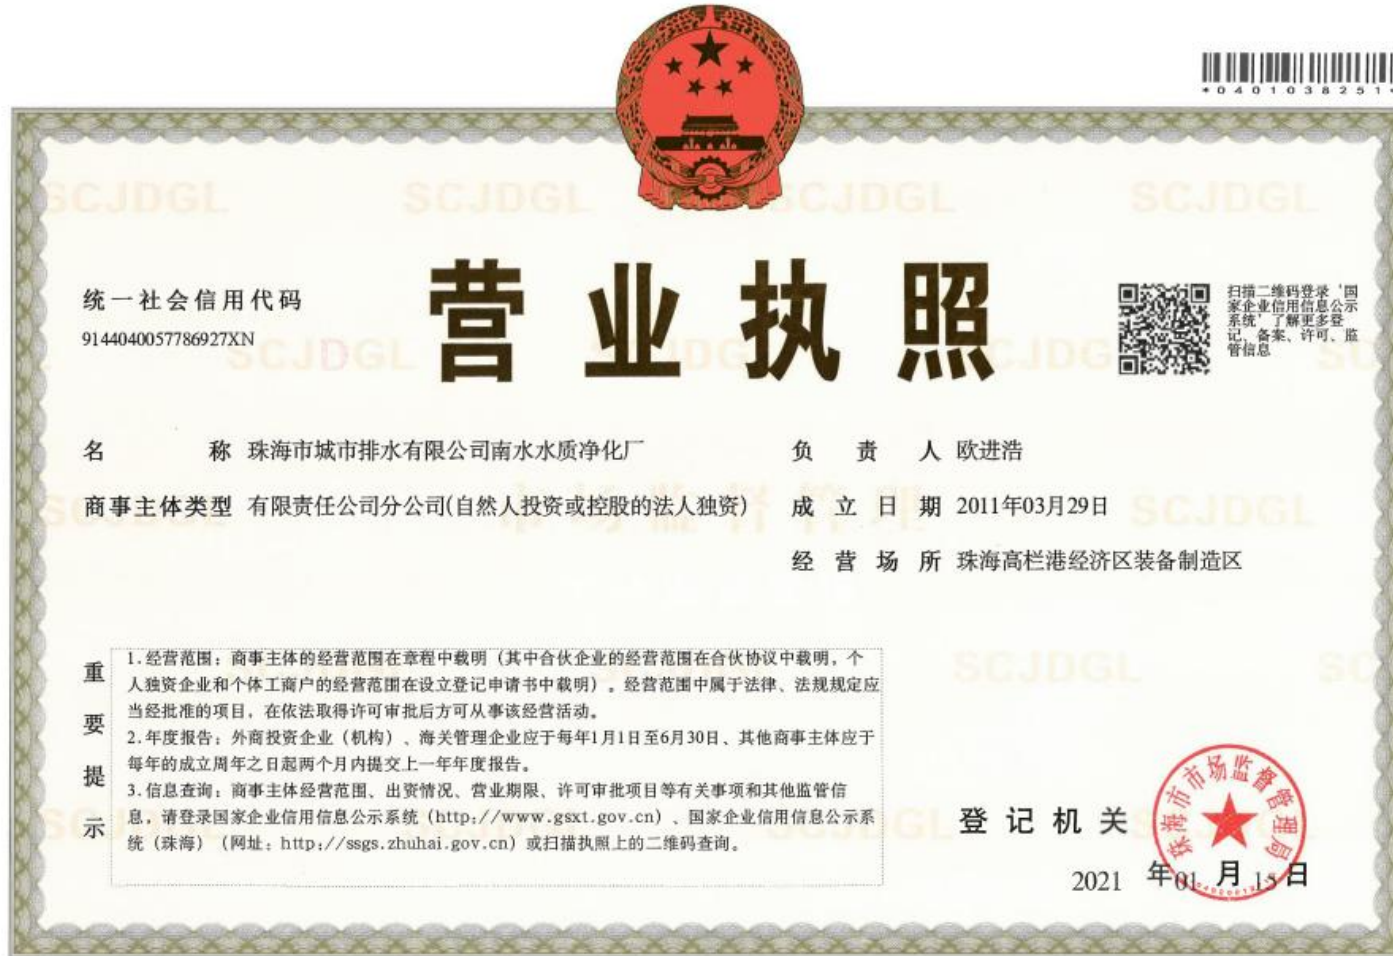 *04010382514
SCJDGL SCJDGL SCJDGL SCJDGL
营业执照
统一社会信用代码
9144040057786927XN
扫描二维码登录‘国
家企业信用信息公示
系统’了解更多登
记、备案、许可、监
管信息
名称 珠海市城市排水有限公司南水水质净化厂
负责人 欧进浩
商事主体类型 有限责任公司分公司(自然人投资或控股的法人独资)
成立日期 2011年03月29日
市场监督管理
经营场所 珠海高栏港经济区装备制造区
重要提示
1.经营范围：商事主体的经营范围在章程中载明（其中合伙企业的经营范围在合伙协议中载明，个
人独资企业和个体工商户的经营范围在设立登记申请书中载明）。经营范围中属于法律、法规规定应
当经批准的项目，在依法取得许可审批后方可从事该经营活动。
2.年度报告：外商投资企业（机构）、海关管理企业应于每年1月1日至6月30日、其他商事主体应于
每年的成立周年之日起两个月内提交上一年年度报告。
3.信息查询：商事主体经营范围、出资情况、营业期限、许可审批项目等有关事项和其他监管信
息，请登录国家企业信用信息公示系统（http://www.gsxt.gov.cn）、国家企业信用信息公示系
统（珠海）（网址：http://ssgs.zhuhai.gov.cn）或扫描执照上的二维码查询。
登记机关
珠海市市场监督管理局
2021 年01 月 15日